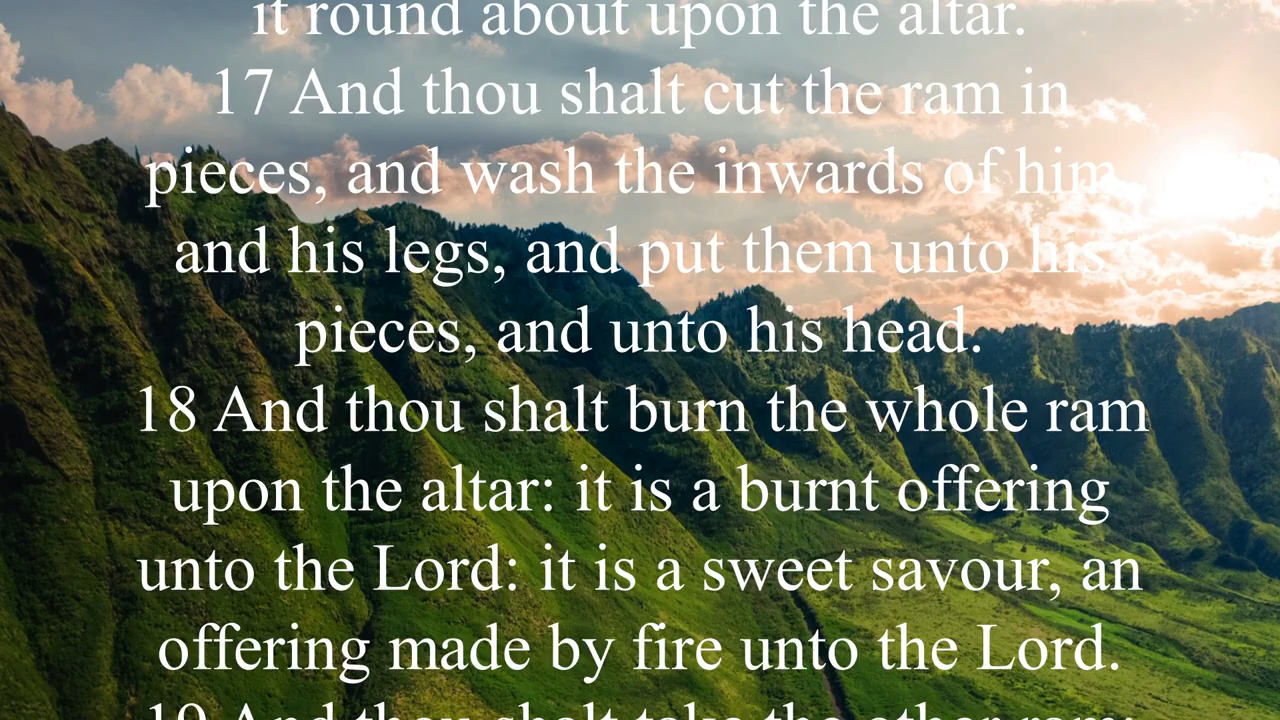 it round about upon the altar.
17 And thou shalt cut the ram in
pieces, and wash the inwards of him,
and his legs, and put them unto his
pieces, and unto his head.
18 And thou shalt burn the whole ram
upon the altar: it is a burnt offering
unto the Lord: it is a sweet savour, an
offering made by fire unto the Lord.
19 And thou shalt take the other ram;